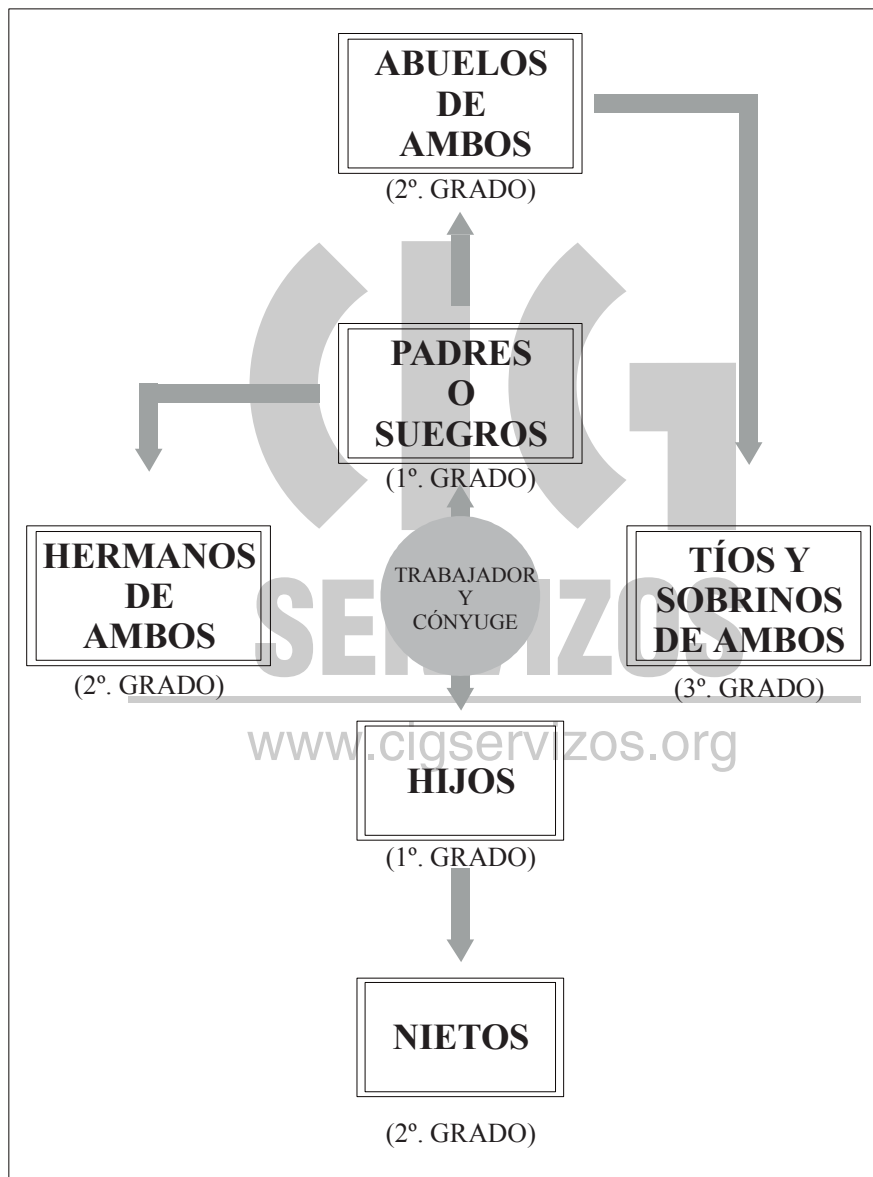 ABUELOS
DE
AMBOS
(2º. GRADO)
PADRES
O
SUEGROS
(1º. GRADO)
HERMANOS
DE
AMBOS
(2º. GRADO)
TRABAJADOR
Y
CÓNYUGE
TÍOS Y
SOBRINOS
DE AMBOS
(3º. GRADO)
CIG
SERVIZOS
www.cigservizos.org
HIJOS
(1º. GRADO)
NIETOS
(2º. GRADO)